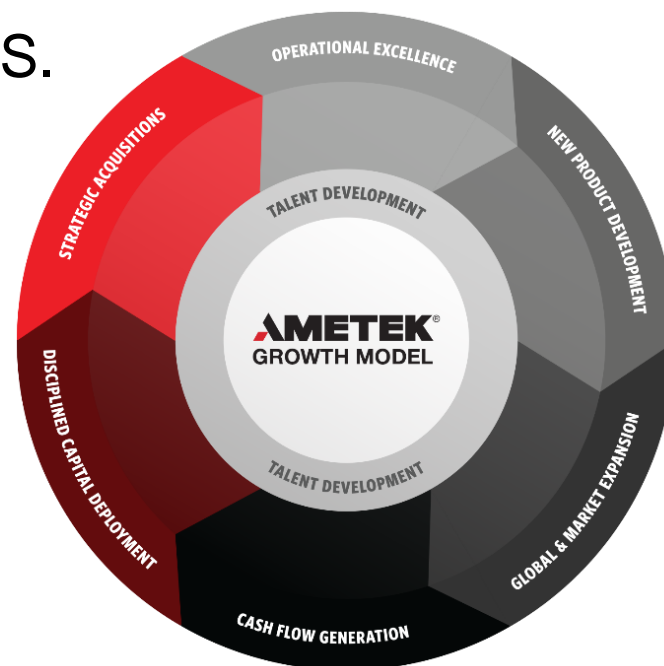 S.
OPERATIONAL EXCELLENCE
NEW PRODUCT DEVELOPMENT
GLOBAL & MARKET EXPANSION
CASH FLOW GENERATION
DISCIPLINED CAPITAL DEPLOYMENT
STRATEGIC ACQUISITIONS
TALENT DEVELOPMENT
AMETEK®
GROWTH MODEL
TALENT DEVELOPMENT